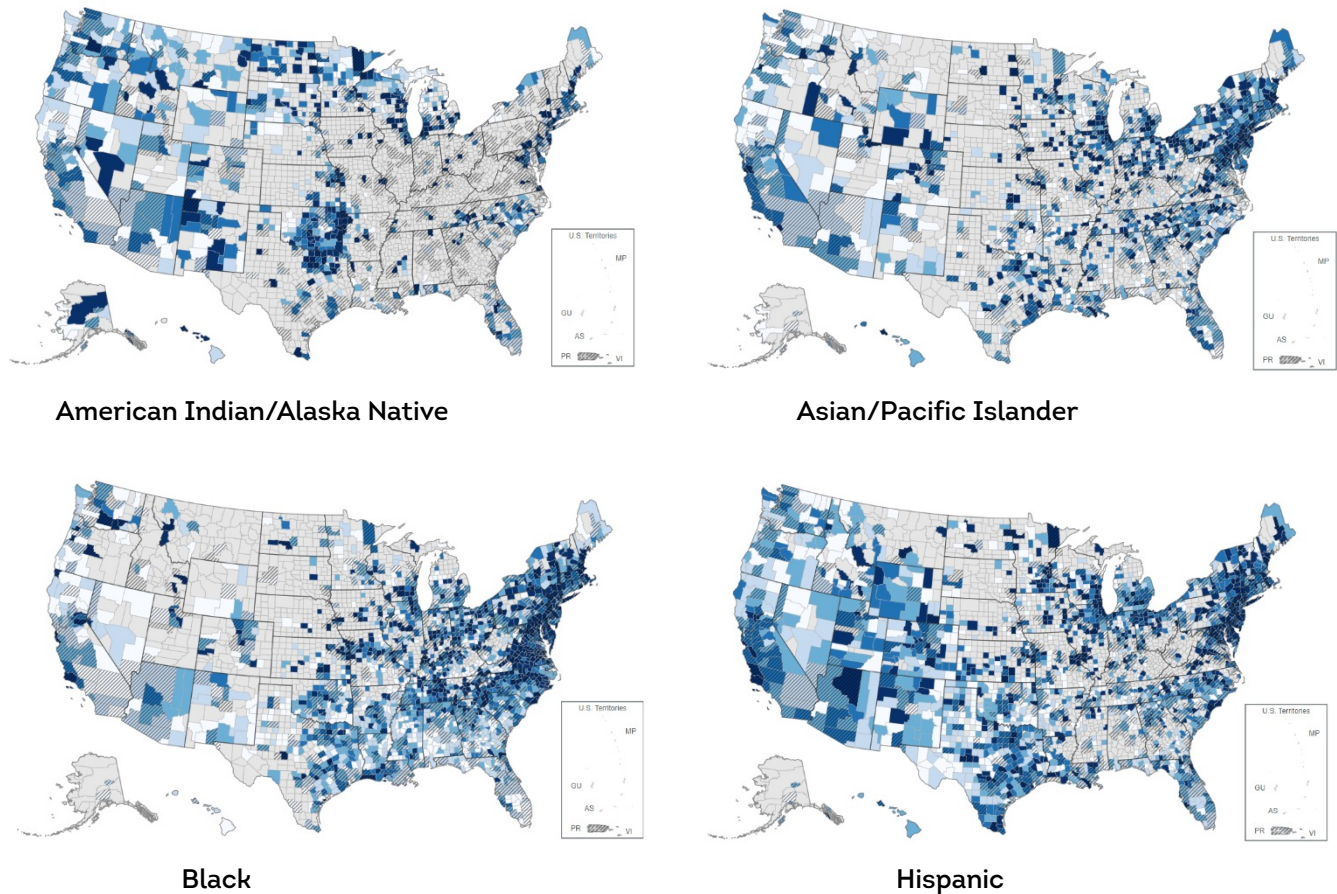 U.S. Territories
MP
GU
AS
PR
VI
American Indian/Alaska Native
U.S. Territories
MP
GU
AS
PR
VI
Asian/Pacific Islander
U.S. Territories
MP
GU
AS
PR
VI
Black
U.S. Territories
MP
GU
AS
PR
VI
Hispanic